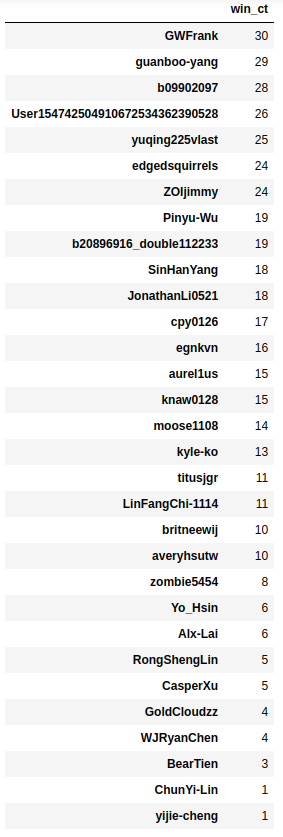 win_ct
GWFrank 30
guanboo-yang 29
b09902097 28
User154742504910672534362390528 26
yuqing225vlast 25
edgedsquirrels 24
ZOIjimmy 24
Pinyu-Wu 19
b20896916_double112233 19
SinHanYang 18
JonathanLi0521 18
cpy0126 17
egnkvn 16
aurel1us 15
knaw0128 15
moose1108 14
kyle-ko 13
titusjgr 11
LinFangChi-1114 11
britneewij 10
averyhsutw 10
zombie5454 8
Yo_Hsin 6
Alx-Lai 6
RongShengLin 5
CasperXu 5
GoldCloudzz 4
WJRyanChen 4
BearTien 3
ChunYi-Lin 1
yijie-cheng 1